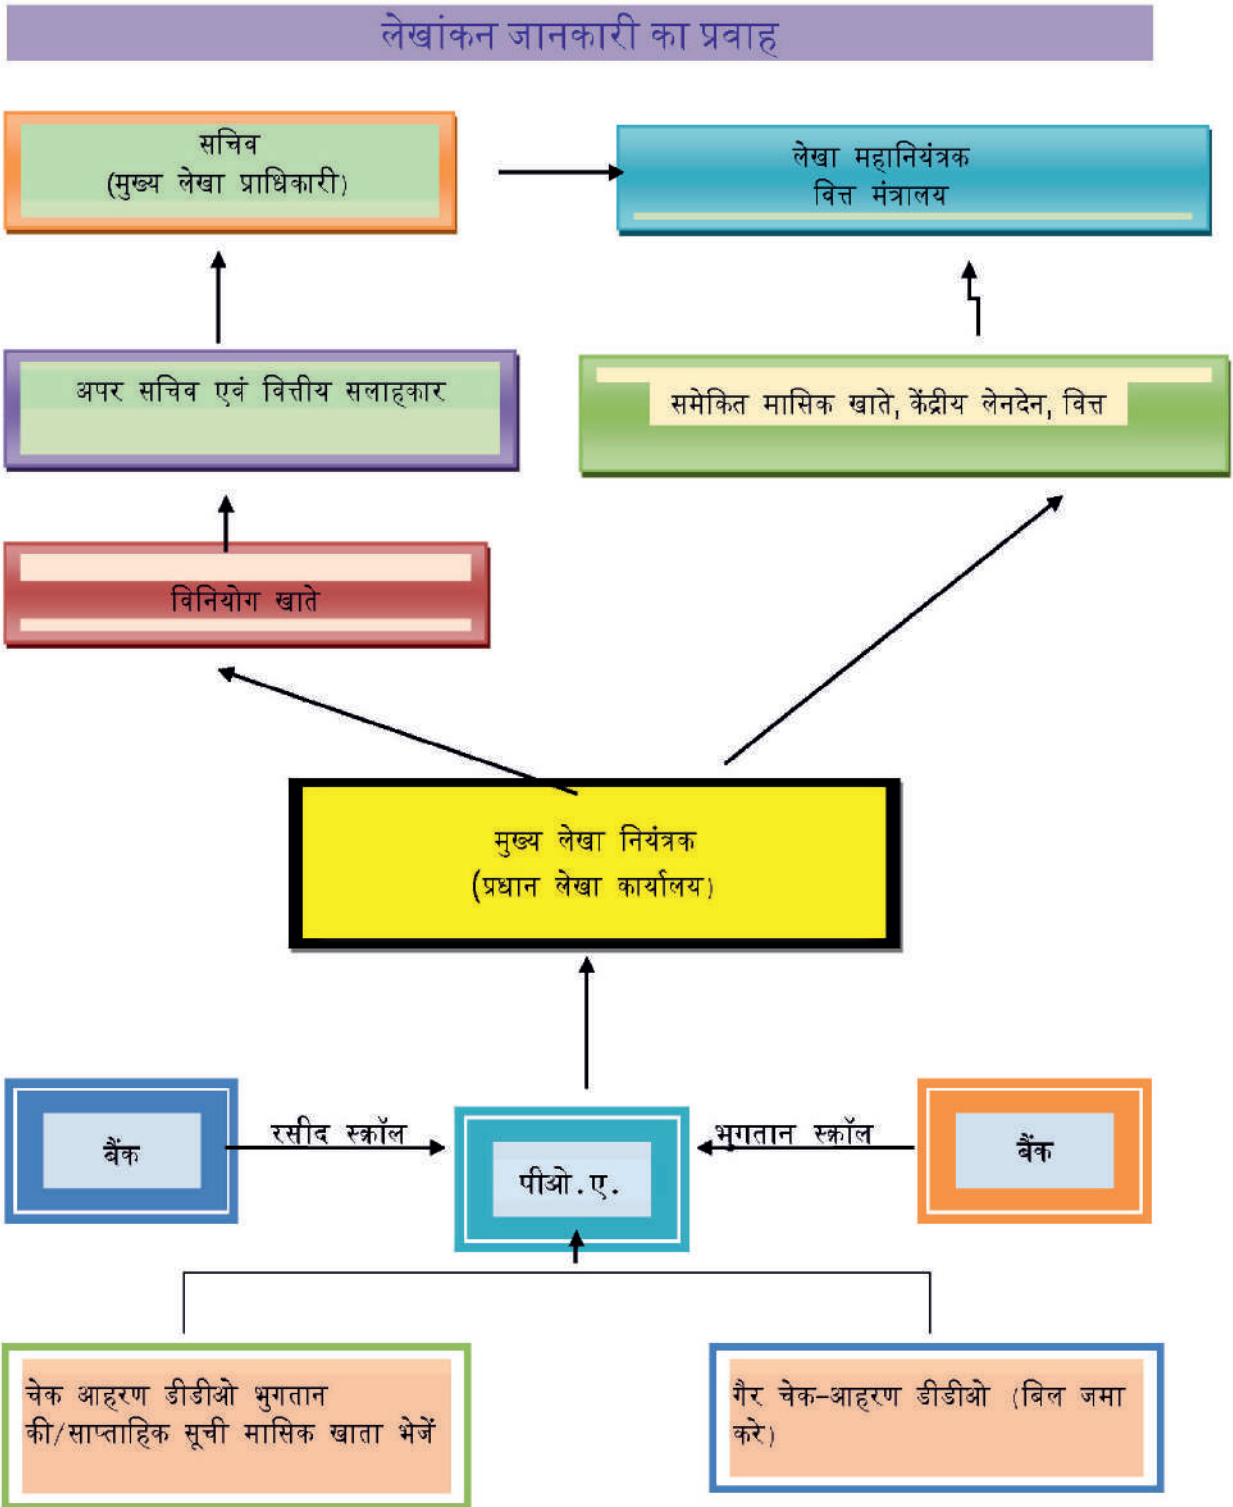 लेखांकन जानकारी का प्रवाह
सचिव
(मुख्य लेखा प्राधिकारी)
लेखा महानियंत्रक
वित्त मंत्रालय
अपर सचिव एवं वित्तीय सलाहकार
समेकित मासिक खाते, केंद्रीय लेनदेन, वित्त
विनियोग खाते
मुख्य लेखा नियंत्रक
(प्रधान लेखा कार्यालय)
बैंक
रसीद स्क्रॉल
पीओ.ए.
भुगतान स्क्रॉल
बैंक
चेक आहरण डीडीओ भुगतान
की/साप्ताहिक सूची मासिक खाता भेजें
गैर चेक-आहरण डीडीओ (बिल जमा
करे)